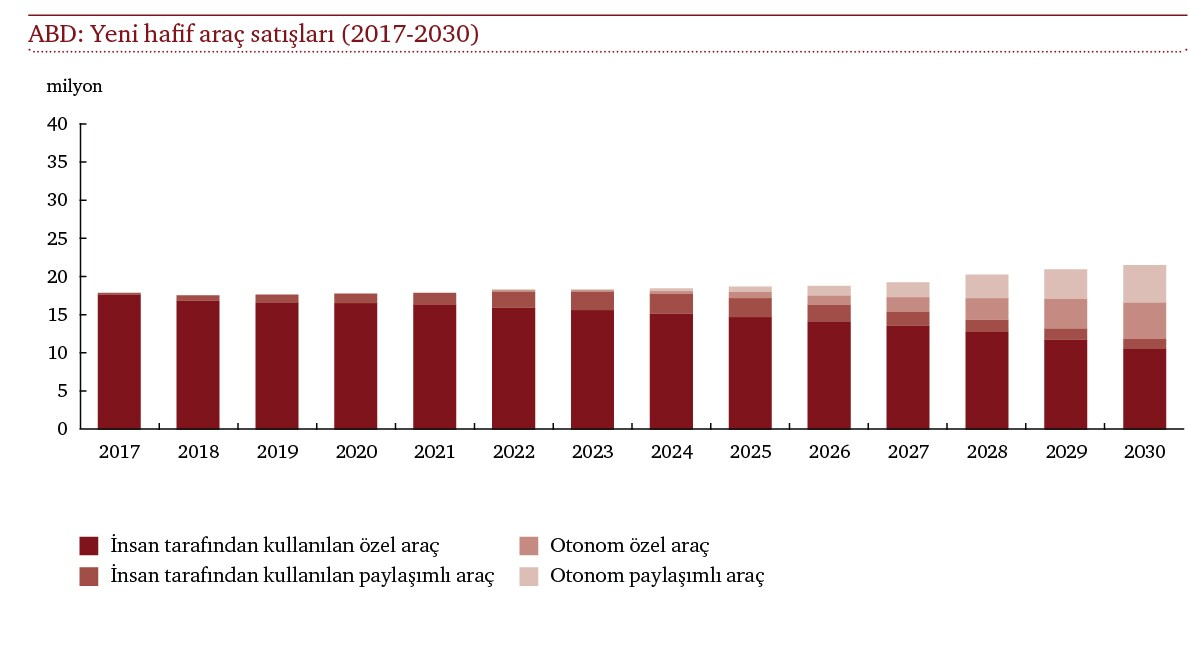 ABD: Yeni hafif araç satışları (2017-2030)
milyon
40
35
30
25
20
15
10
5
0
2017 2018 2019 2020 2021 2022 2023 2024 2025 2026 2027 2028 2029 2030
İnsan tarafından kullanılan özel araç
İnsan tarafından kullanılan paylaşımlı araç
Otonom özel araç
Otonom paylaşımlı araç